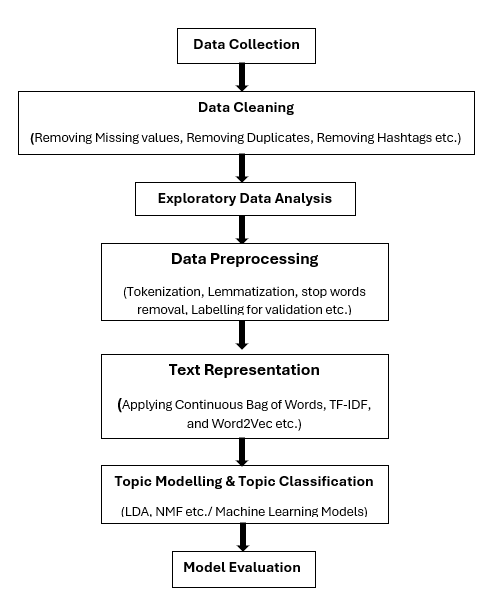 Data Collection
Data Cleaning
(Removing Missing values, Removing Duplicates, Removing Hashtags etc.)
Exploratory Data Analysis
Data Preprocessing
(Tokenization, Lemmatization, stop words
removal, Labelling for validation etc.)
Text Representation
(Applying Continuous Bag of Words, TF-IDF,
and Word2Vec etc.)
Topic Modelling & Topic Classification
(LDA, NMF etc./ Machine Learning Models)
Model Evaluation